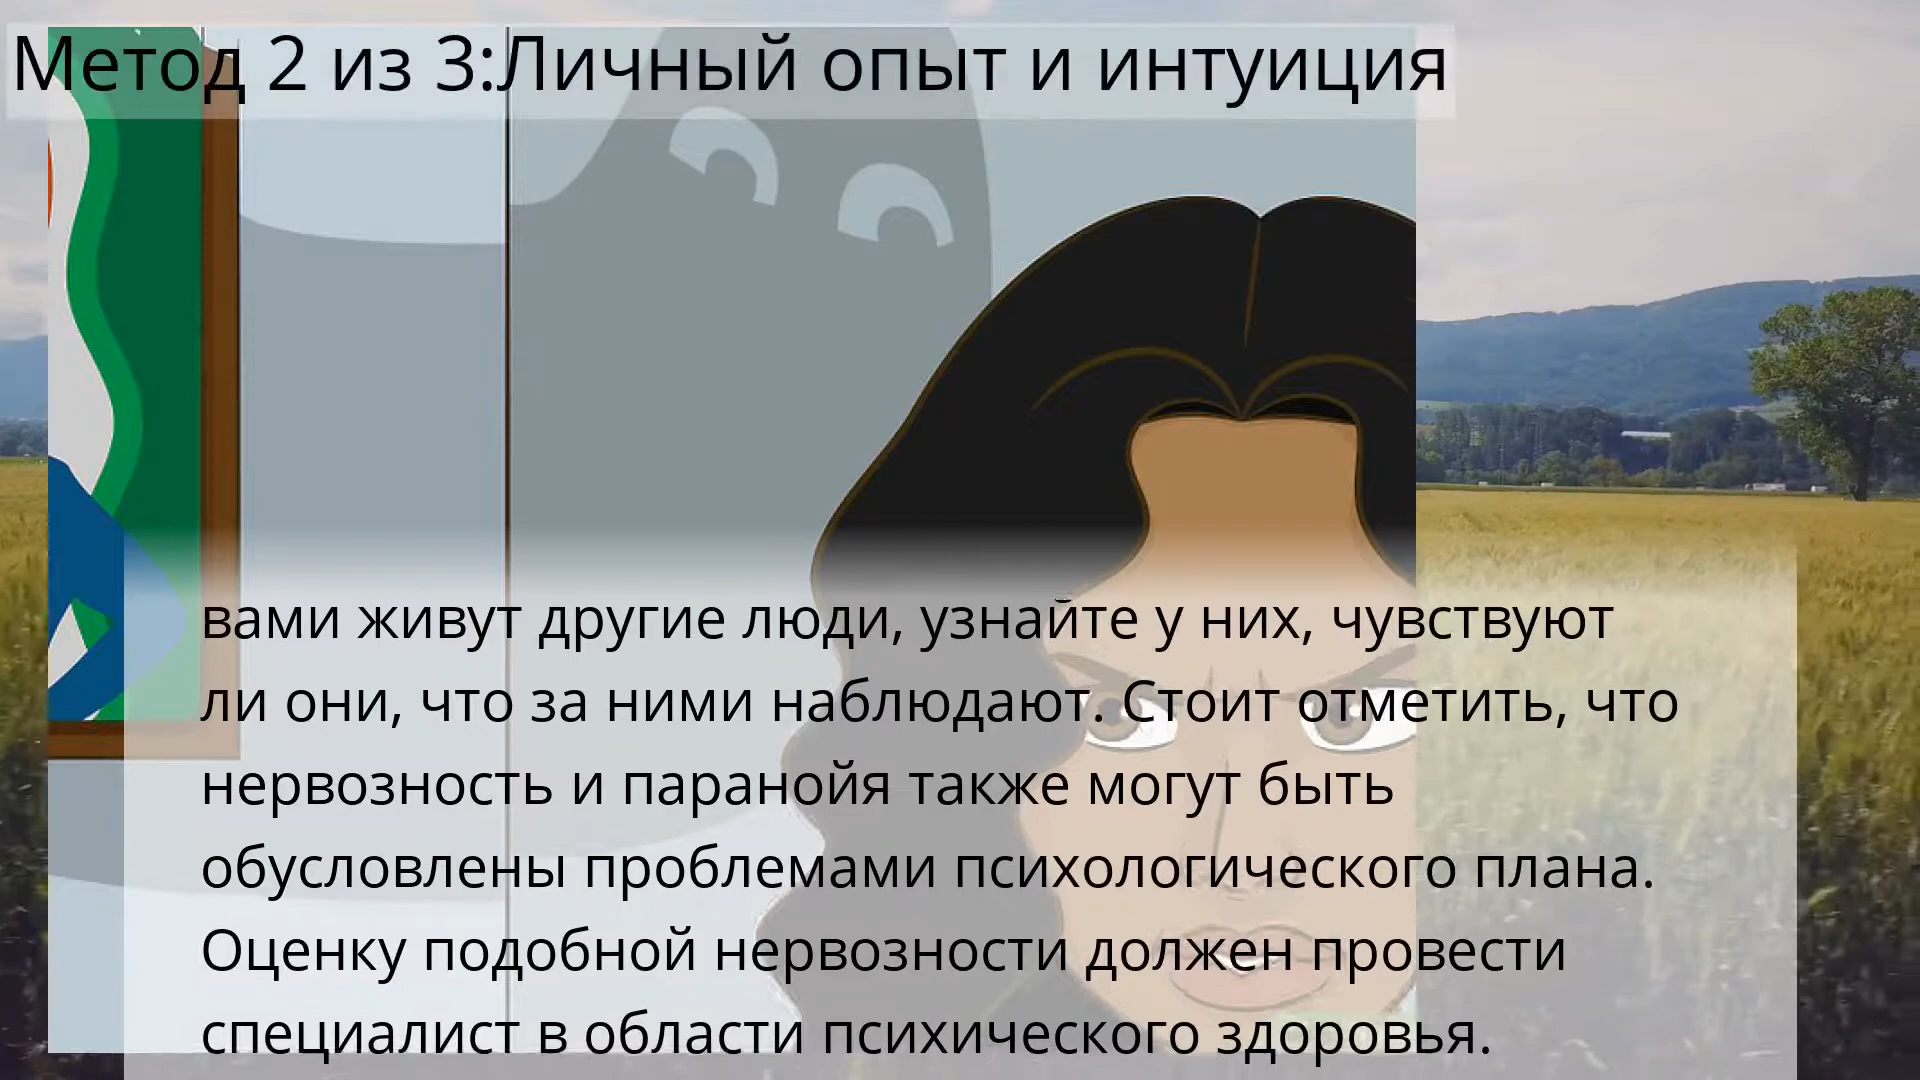 Метод 2 из 3:Личный опыт и интуиция
вами живут другие люди, узнайте у них, чувствуют
ли они, что за ними наблюдают. Стоит отметить, что
нервозность и паранойя также могут быть
обусловлены проблемами психологического плана.
Оценку подобной нервозности должен провести
специалист в области психического здоровья.